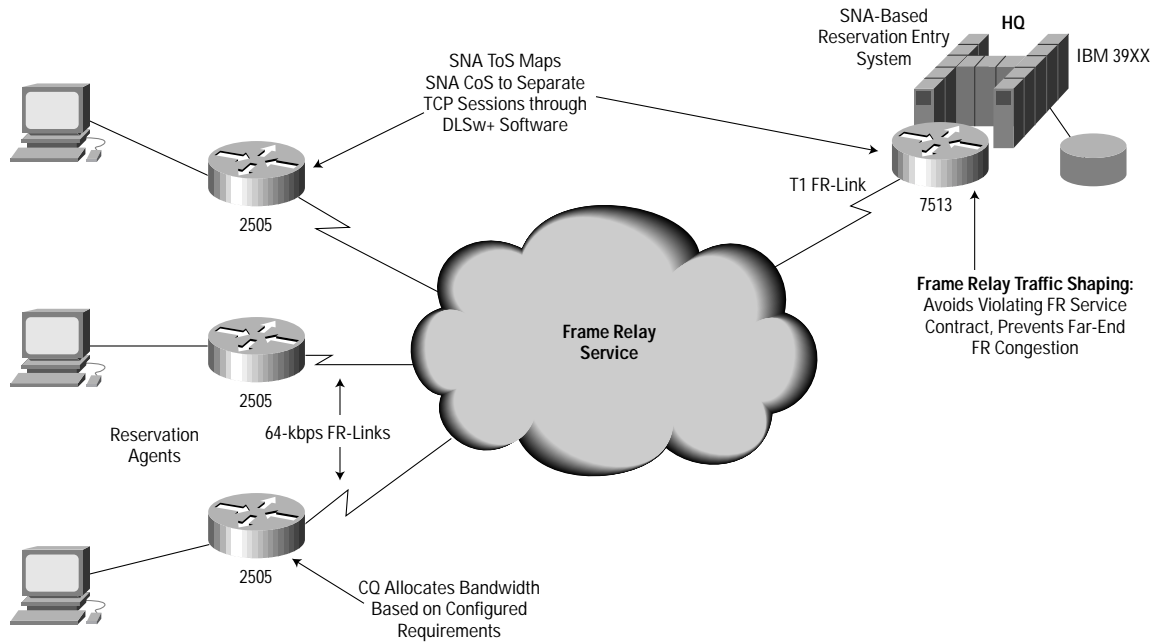 SNA-Based
Reservation Entry
System
HQ
IBM 39XX
SNA ToS Maps
SNA CoS to Separate
TCP Sessions through
DLSw+ Software
2505
T1 FR-Link
7513
Frame Relay Traffic Shaping:
Avoids Violating FR Service
Contract, Prevents Far-End
FR Congestion
Frame Relay
Service
2505
Reservation
Agents
64-kbps FR-Links
2505
CQ Allocates Bandwidth
Based on Configured
Requirements